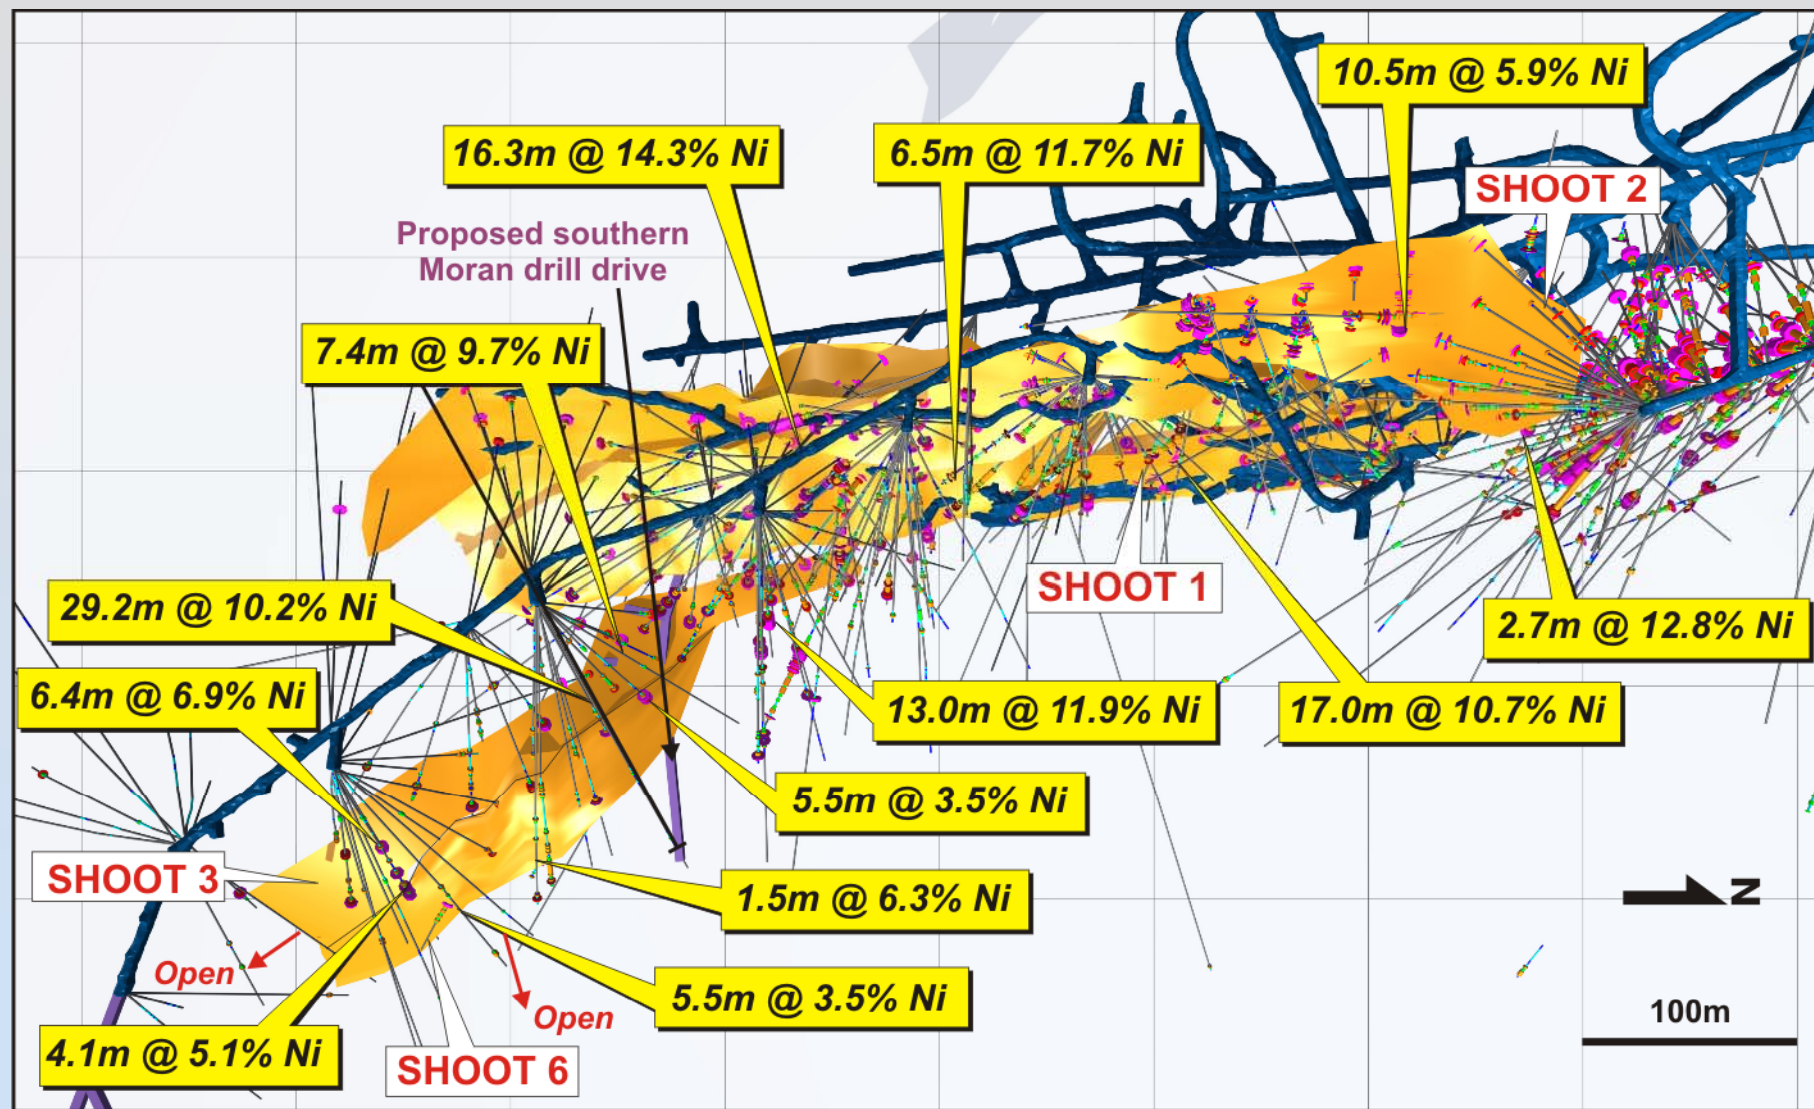 10.5m @ 5.9% Ni
16.3m @ 14.3% Ni
6.5m @ 11.7% Ni
SHOOT 2
Proposed southern
Moran drill drive
7.4m @ 9.7% Ni
29.2m @ 10.2% Ni
SHOOT 1
2.7m @ 12.8% Ni
6.4m @ 6.9% Ni
13.0m @ 11.9% Ni
17.0m @ 10.7% Ni
5.5m @ 3.5% Ni
SHOOT 3
1.5m @ 6.3% Ni
N
Open
5.5m @ 3.5% Ni
Open
100m
4.1m @ 5.1% Ni
SHOOT 6